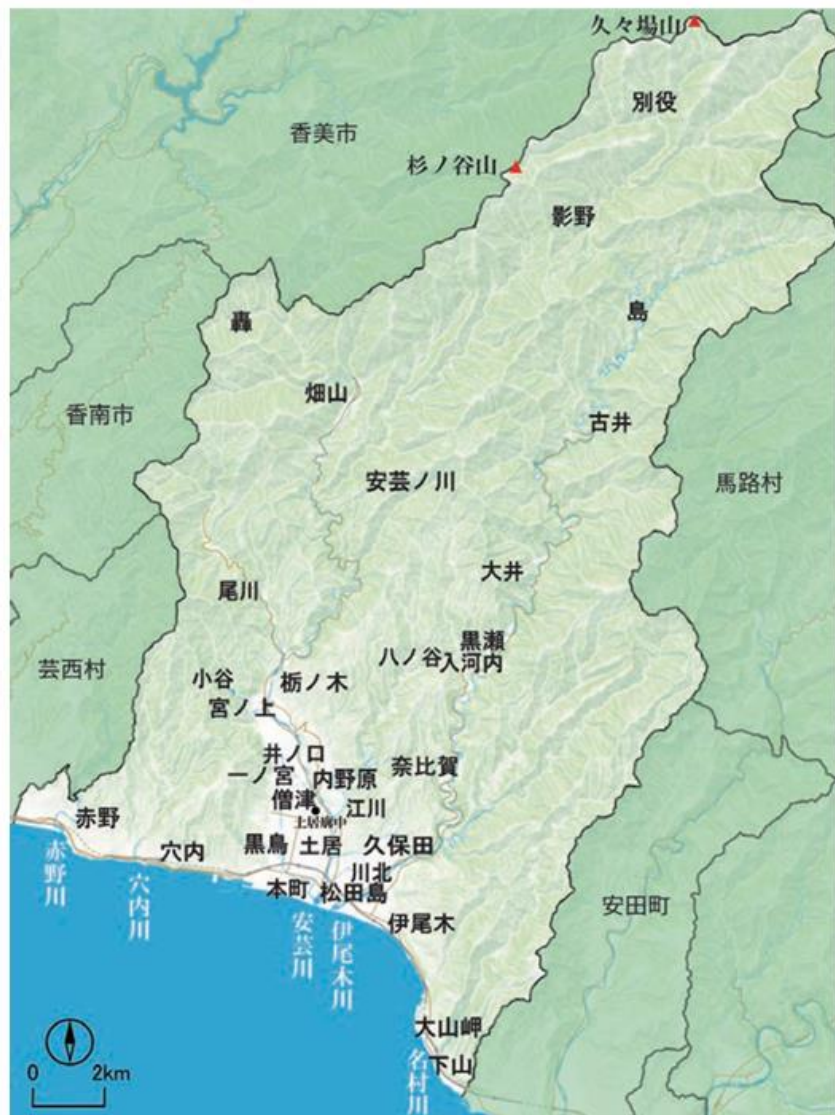 久々場山
別役
香美市
杉ノ谷山
影野
島
轟
畑山
香南市
古井
安芸ノ川
馬路村
大井
尾川
黒瀬
八ノ谷
入河内
芸西村
小谷
栃ノ木
宮ノ上
井ノ口
一ノ宮
内野原
奈比賀
僧津
江川
土居廓中
赤野
穴内
黒鳥
土居
久保田
川北
本町
松田島
赤野川
穴内川
安芸川
伊尾木川
伊尾木
安田町
大山岬
下山
名村川
0 2km